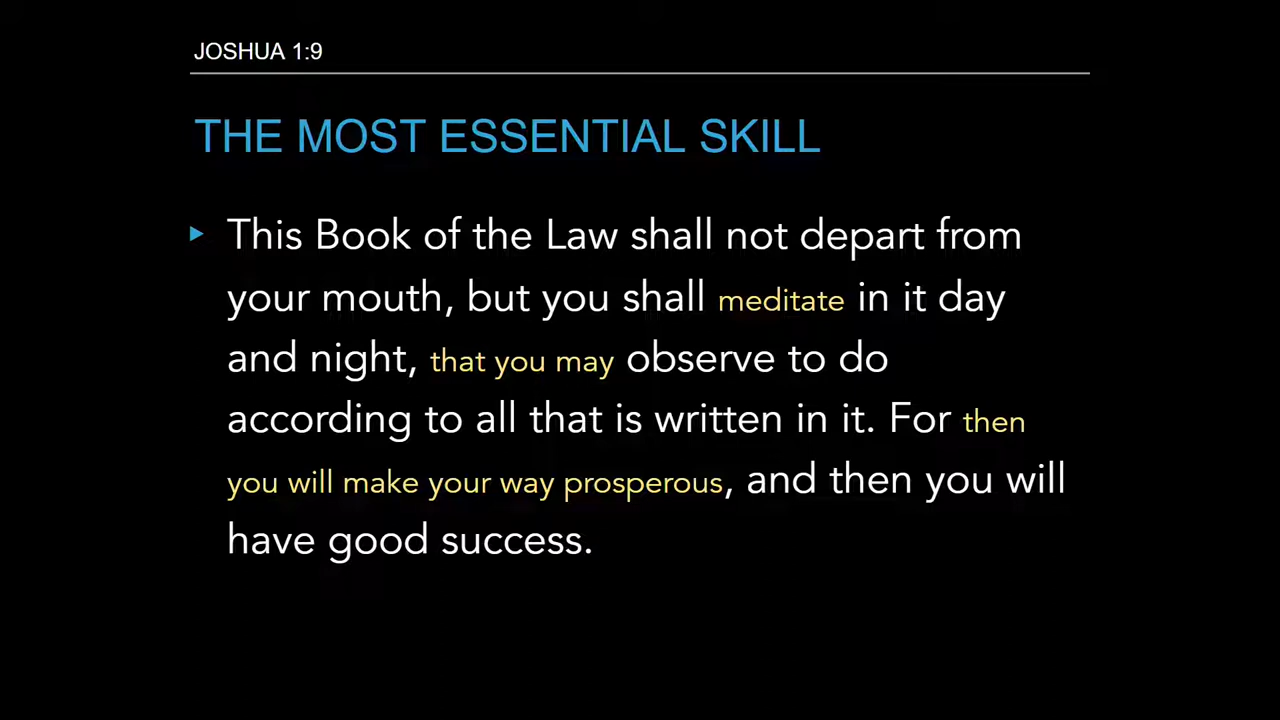 JOSHUA 1:9
THE MOST ESSENTIAL SKILL
▸ This Book of the Law shall not depart from
your mouth, but you shall meditate in it day
and night, that you may observe to do
according to all that is written in it. For then
you will make your way prosperous, and then you will
have good success.